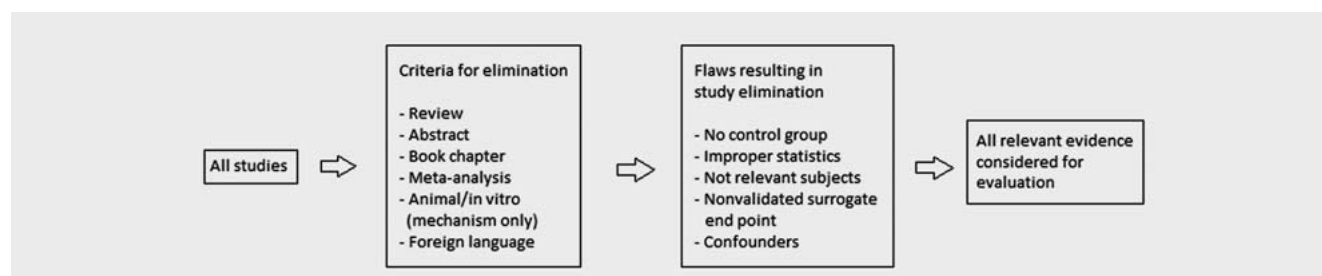 All studies
Criteria for elimination
- Review
- Abstract
- Book chapter
- Meta-analysis
- Animal/in vitro
(mechanism only)
- Foreign language
Flaws resulting in
study elimination
- No control group
- Improper statistics
- Not relevant subjects
- Nonvalidated surrogate
end point
- Confounders
All relevant evidence
considered for
evaluation